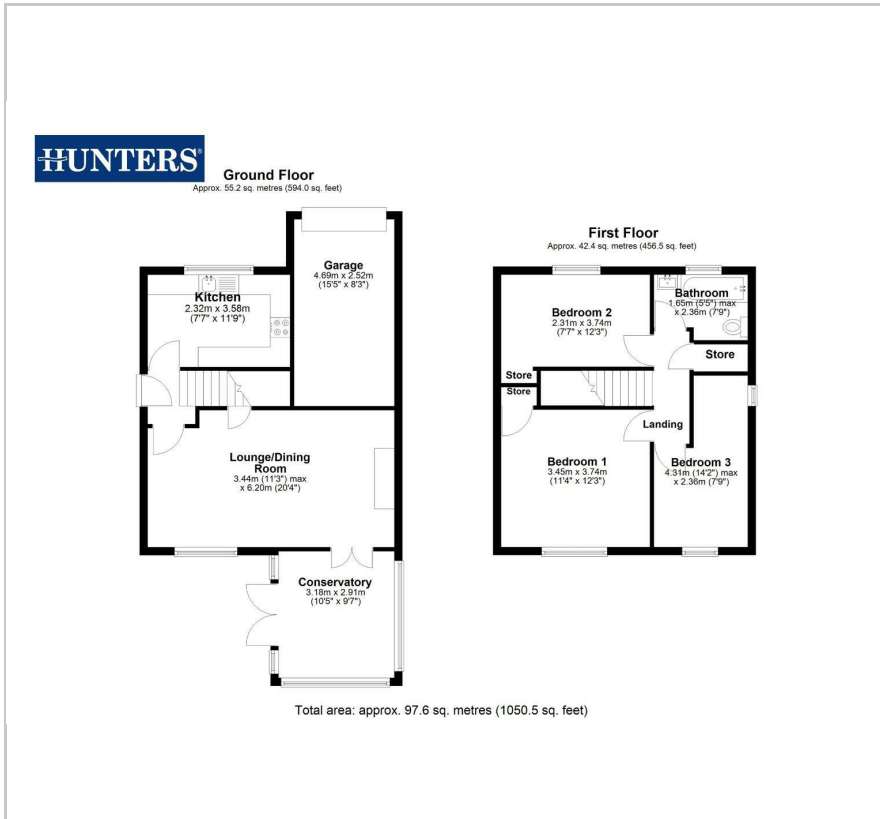 HUNTERS®
Ground Floor
Approx. 55.2 sq. metres (594.0 sq. feet)
Garage
4.69m x 2.52m
(15'5" x 8'3")
Kitchen
2.32m x 3.58m
(7'7" x 11'9")
Lounge/Dining
Room
3.44m (11'3") max
x 6.20m (20'4")
Conservatory
3.18m x 2.91m
(10'5" x 9'7")
First Floor
Approx. 42.4 sq. metres (456.5 sq. feet)
Bathroom
1.65m (5'5") max
x 2.36m (7'9")
Bedroom 2
2.31m x 3.74m
(7'7" x 12'3")
Store
Store
Store
Landing
Bedroom 1
3.45m x 3.74m
(11'4" x 12'3")
Bedroom 3
4.31m (14'2") max
x 2.36m (7'9")
Total area: approx. 97.6 sq. metres (1050.5 sq. feet)